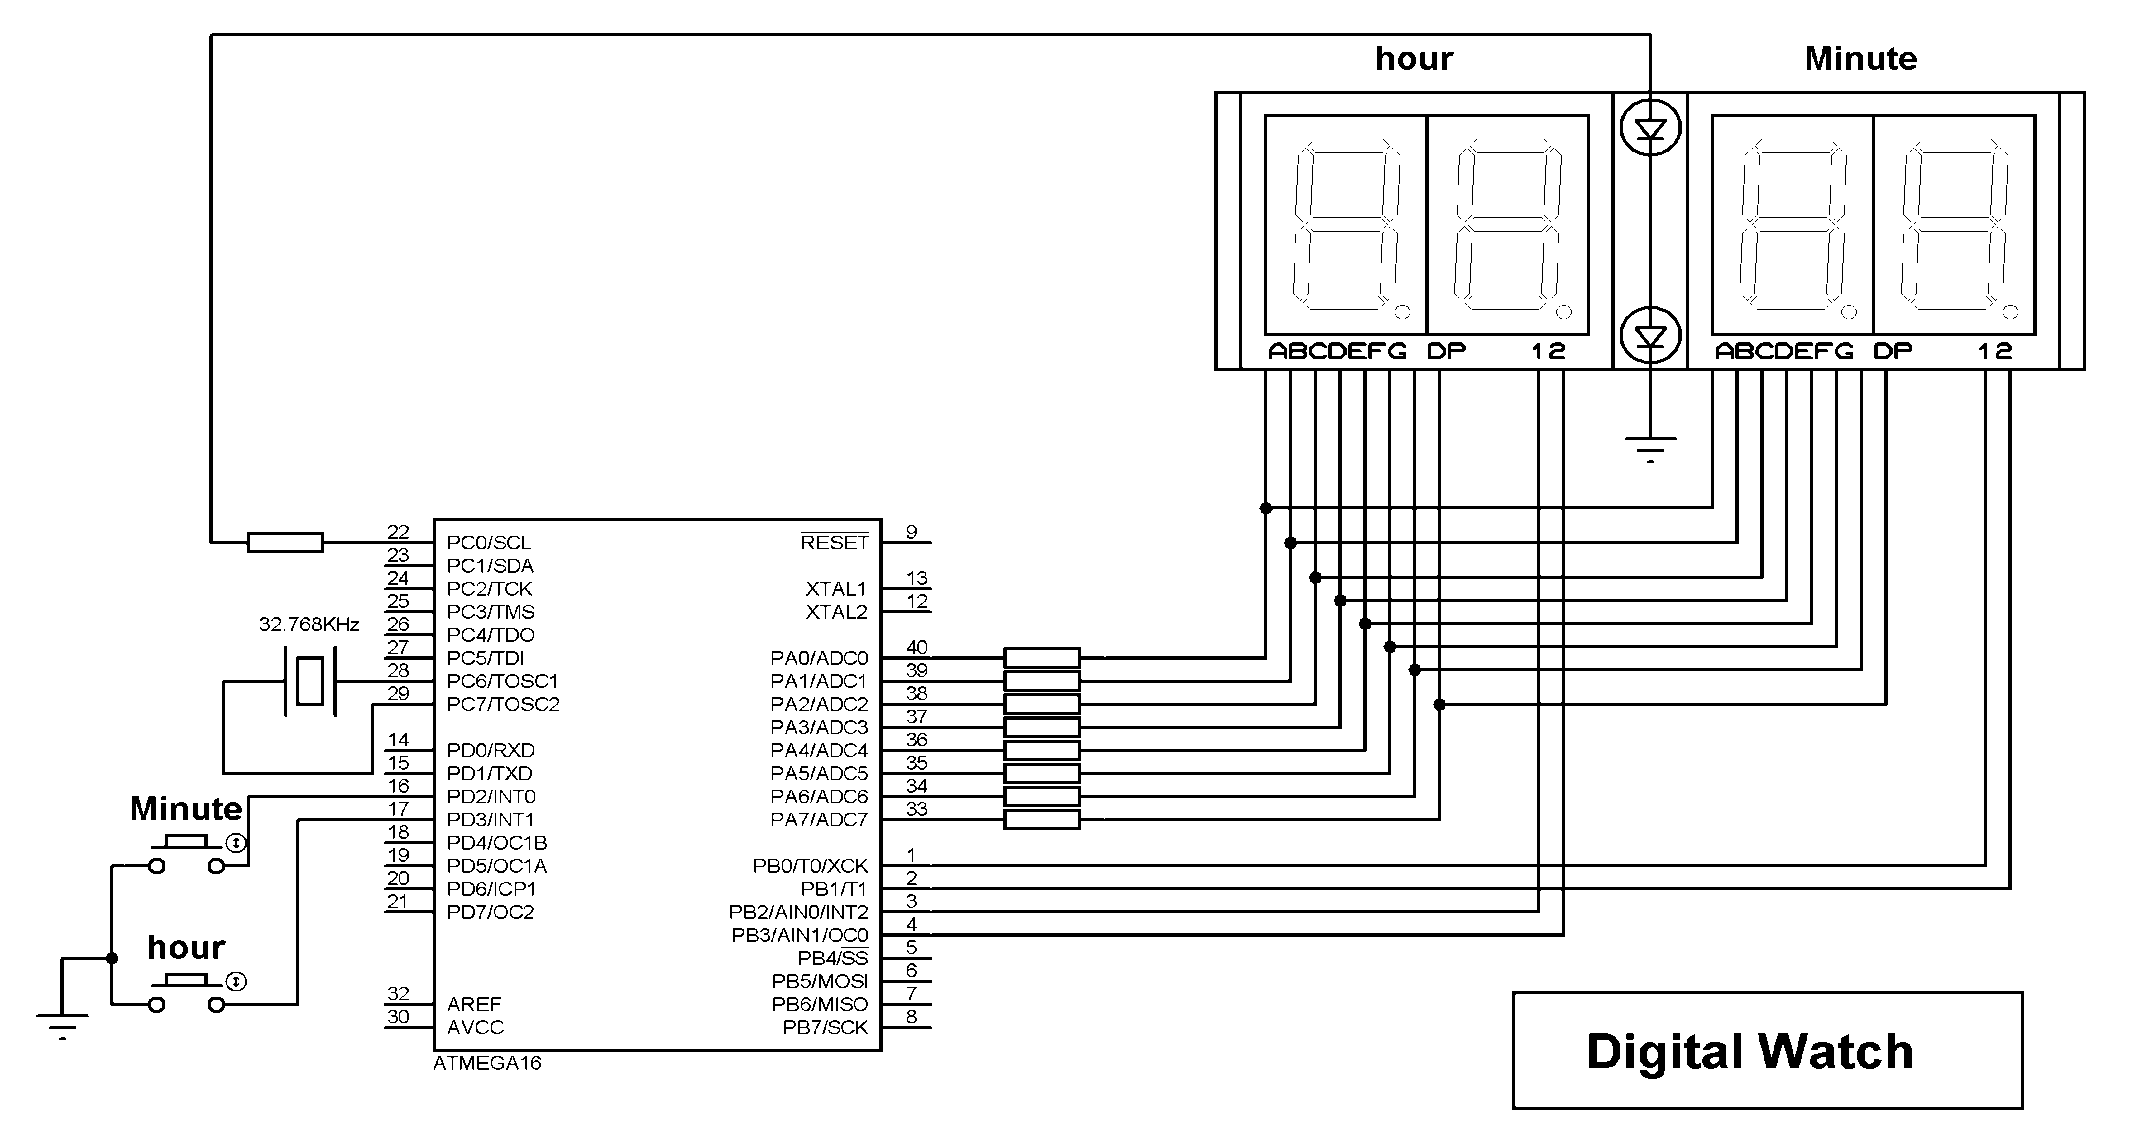 hour
Minute
ABCDEFG DP 12
ABCDEFG DP 12
22 PC0/SCL
23 PC1/SDA
24 PC2/TCK
25 PC3/TMS
26 PC4/TDO
27 PC5/TDI
28 PC6/TOSC1
29 PC7/TOSC2
32.768KHz
14 PD0/RXD
15 PD1/TXD
16 PD2/INT0
17 PD3/INT1
18 PD4/OC1B
19 PD5/OC1A
20 PD6/ICP1
21 PD7/OC2
Minute
hour
32 AREF
30 AVCC
RESET 9
XTAL1 13
XTAL2 12
PA0/ADC0 40
PA1/ADC1 39
PA2/ADC2 38
PA3/ADC3 37
PA4/ADC4 36
PA5/ADC5 35
PA6/ADC6 34
PA7/ADC7 33
PB0/T0/XCK 1
PB1/T1 2
PB2/AIN0/INT2 3
PB3/AIN1/OC0 4
PB4/SS 5
PB5/MOSI 6
PB6/MISO 7
PB7/SCK 8
ATMEGA16
Digital Watch